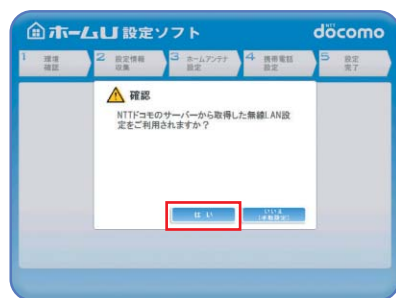 ホームU 設定ソフト
NTT
döcomo
1 環境
確認
2 設定情報
収集
3 ホームアンテナ
設定
4 携帯電話
設定
5 設定
完了
確認
NTTドコモのサーバーから取得した無線LAN設
定をご利用されますか？
はい
いいえ
(手動設定)